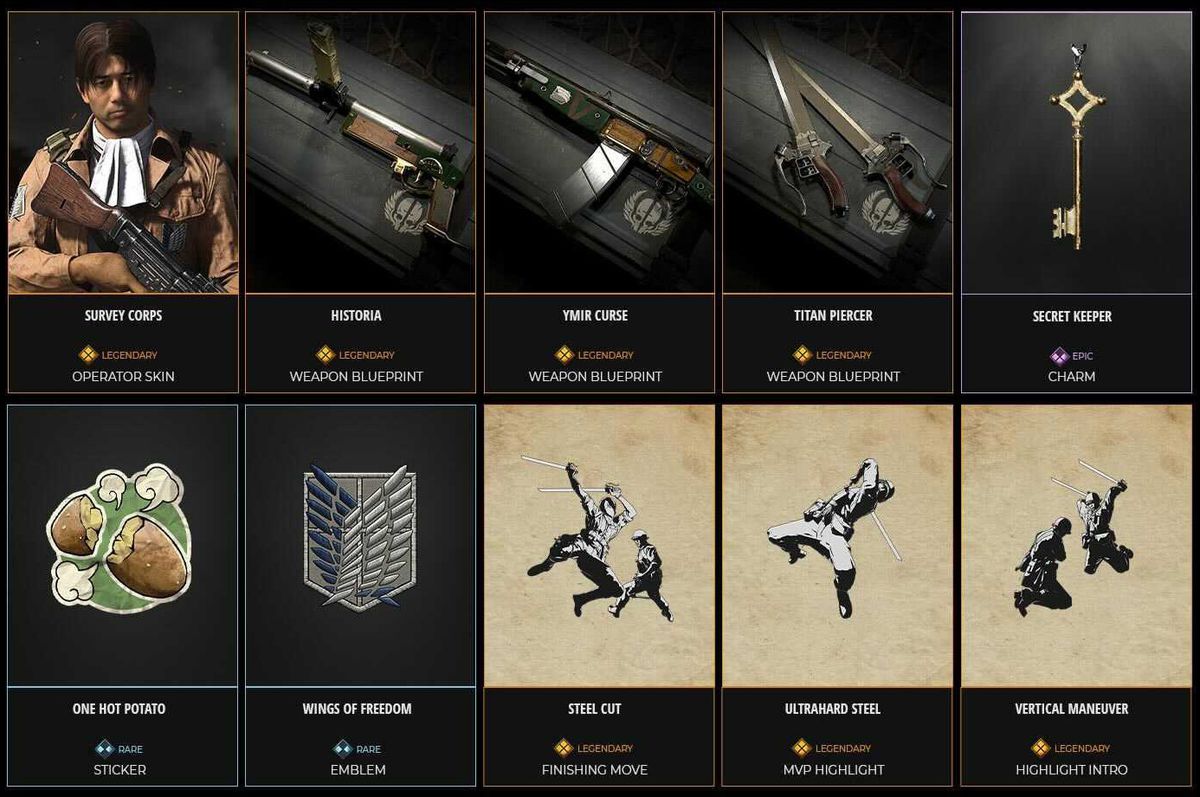 SURVEY CORPS
LEGENDARY
OPERATOR SKIN
HISTORIA
LEGENDARY
WEAPON BLUEPRINT
YMIR CURSE
LEGENDARY
WEAPON BLUEPRINT
TITAN PIERCER
LEGENDARY
WEAPON BLUEPRINT
SECRET KEEPER
EPIC
CHARM
ONE HOT POTATO
RARE
STICKER
WINGS OF FREEDOM
RARE
EMBLEM
STEEL CUT
LEGENDARY
FINISHING MOVE
ULTRAHARD STEEL
LEGENDARY
MVP HIGHLIGHT
VERTICAL MANEUVER
LEGENDARY
HIGHLIGHT INTRO